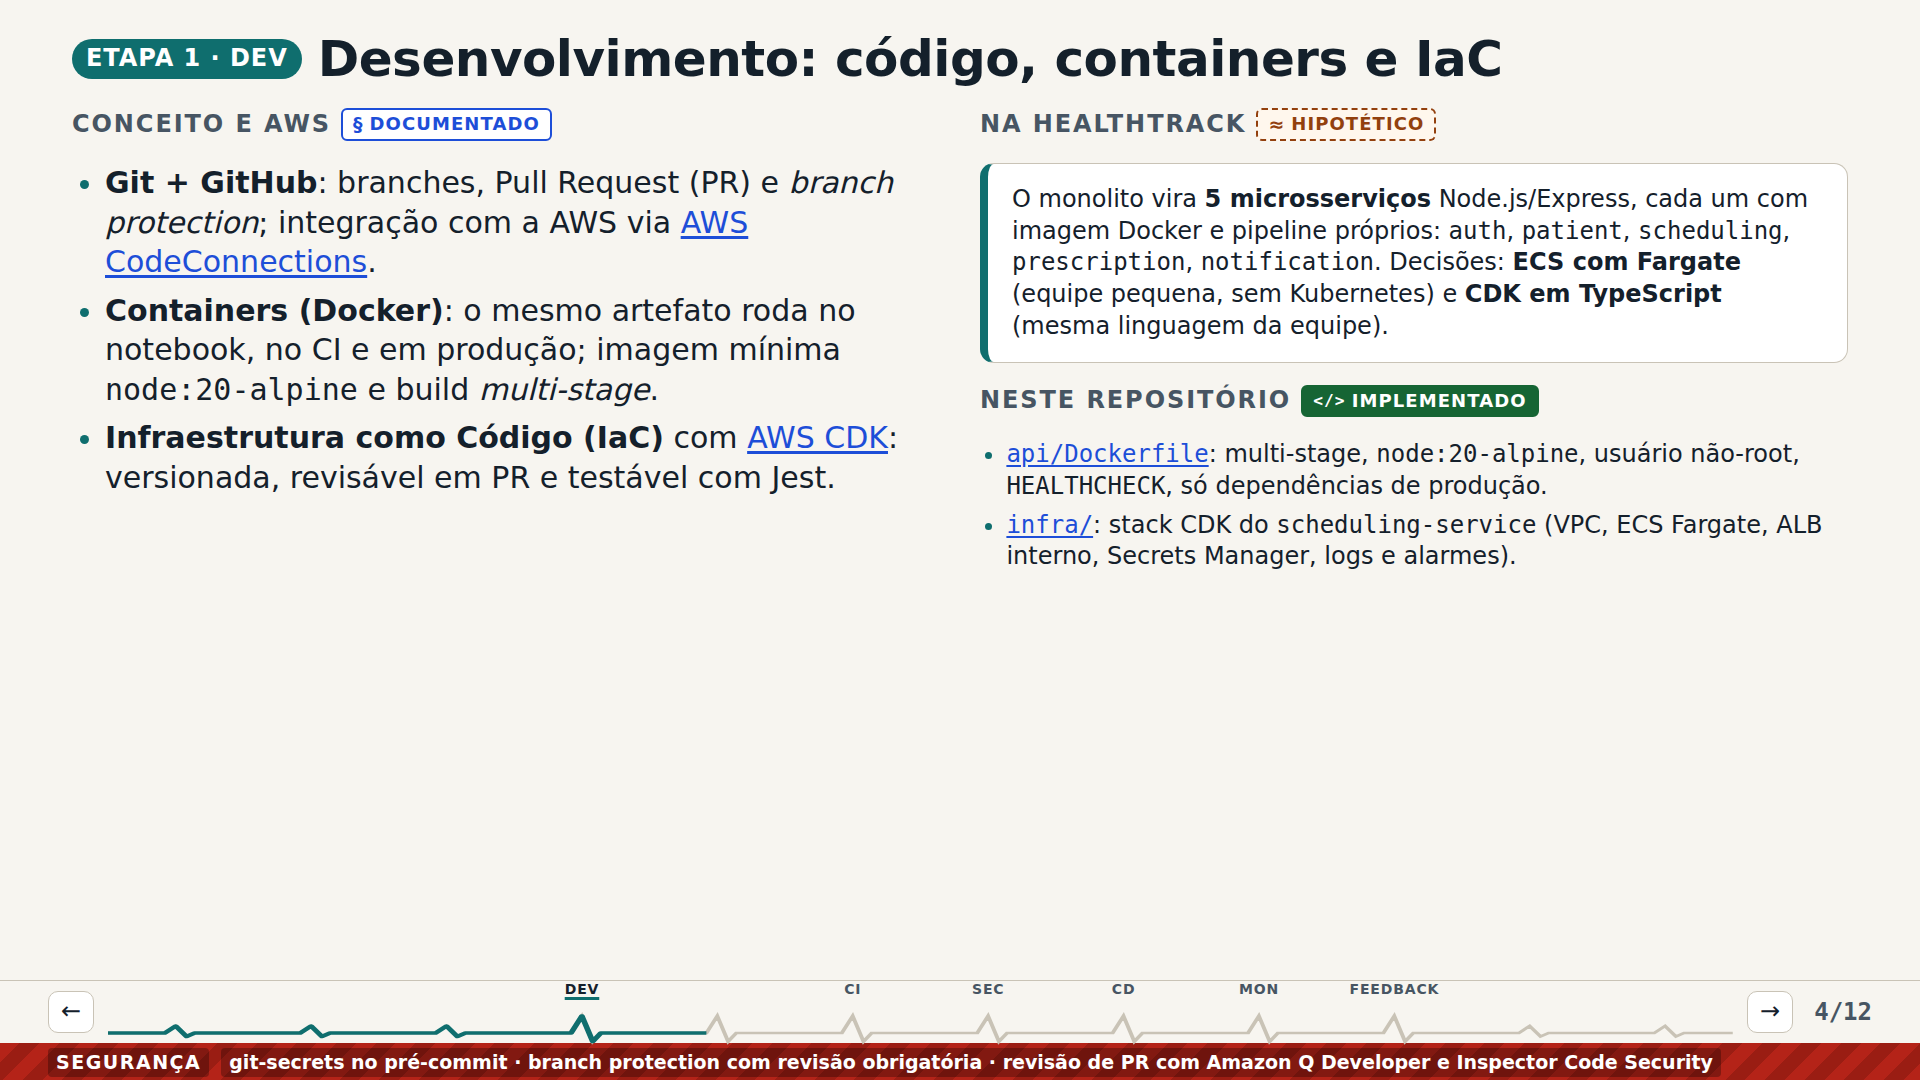 ETAPA 1 · DEV Desenvolvimento: código, containers e IaC
CONCEITO E AWS § DOCUMENTADO
• Git + GitHub: branches, Pull Request (PR) e branch
protection; integração com a AWS via AWS
CodeConnections.
• Containers (Docker): o mesmo artefato roda no
notebook, no CI e em produção; imagem mínima
node:20-alpine e build multi-stage.
• Infraestrutura como Código (IaC) com AWS CDK:
versionada, revisável em PR e testável com Jest.
NA HEALTHTRACK ≈ HIPOTÉTICO
O monolito vira 5 microsserviços Node.js/Express, cada um com
imagem Docker e pipeline próprios: auth, patient, scheduling,
prescription, notification. Decisões: ECS com Fargate
(equipe pequena, sem Kubernetes) e CDK em TypeScript
(mesma linguagem da equipe).
NESTE REPOSITÓRIO </> IMPLEMENTADO
• api/Dockerfile: multi-stage, node:20-alpine, usuário não-root,
HEALTHCHECK, só dependências de produção.
• infra/: stack CDK do scheduling-service (VPC, ECS Fargate, ALB
interno, Secrets Manager, logs e alarmes).
← DEV CI SEC CD MON FEEDBACK → 4/12
SEGURANÇA git-secrets no pré-commit · branch protection com revisão obrigatória · revisão de PR com Amazon Q Developer e Inspector Code Security